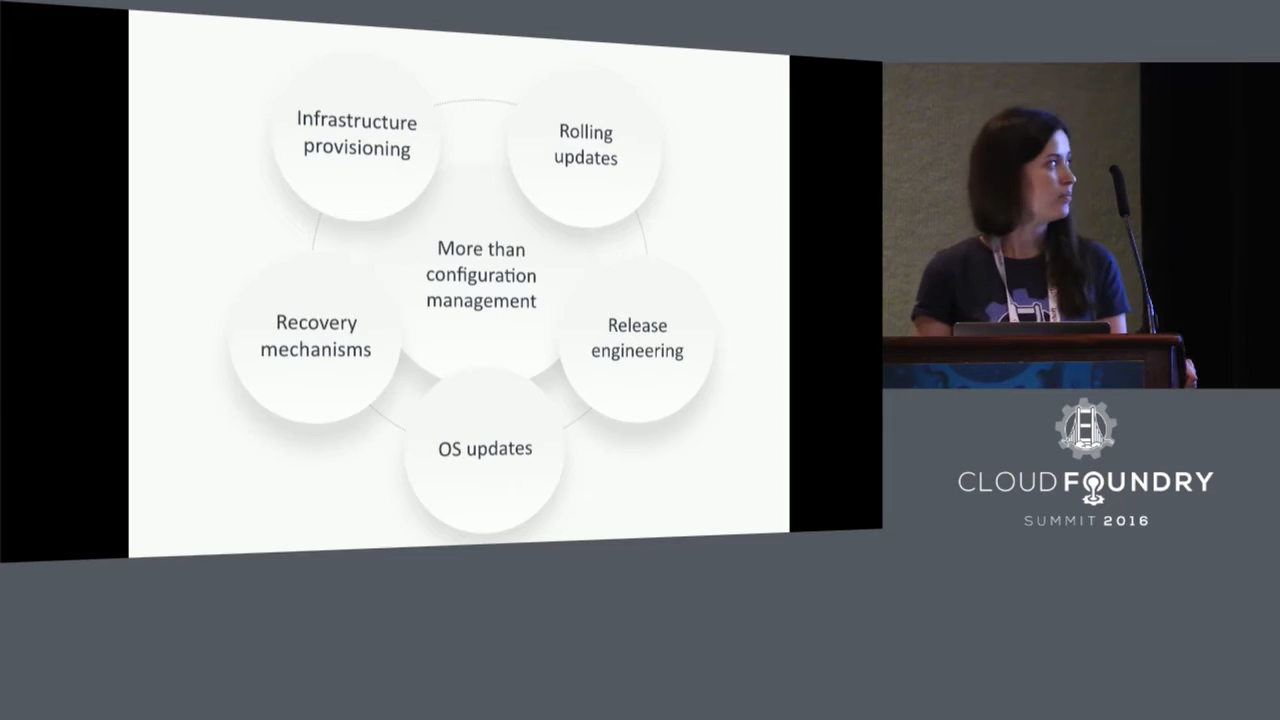 Infrastructure
provisioning
Rolling
updates
More than
configuration
management
Recovery
mechanisms
Release
engineering
OS updates
CLOUD FOUNDRY
SUMMIT 2016